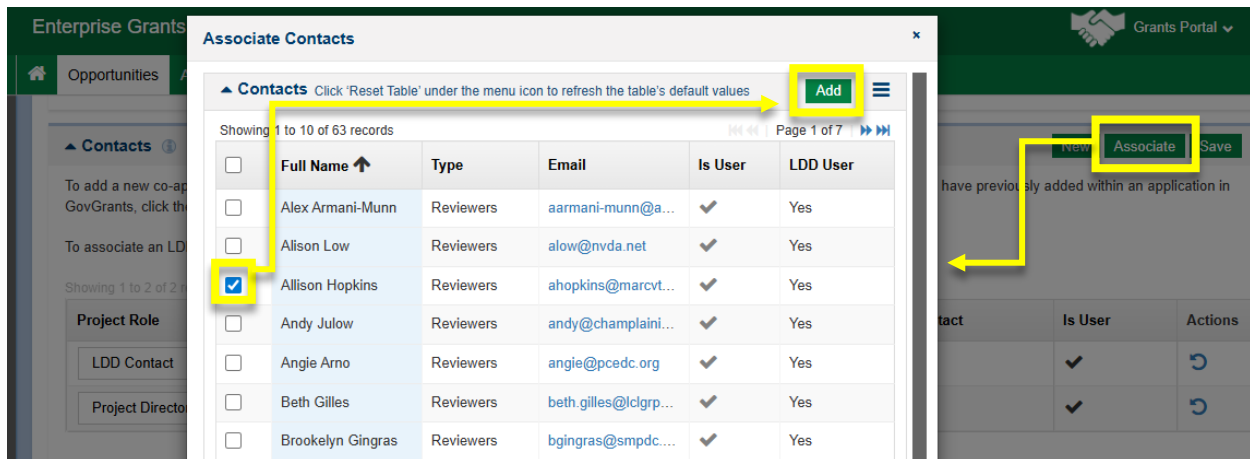 Enterprise Grants
Grants Portal
Opportunities
Associate Contacts
×
Contacts Click 'Reset Table' under the menu icon to refresh the table's default values
Add
Showing 1 to 10 of 63 records
Page 1 of 7
Full Name Type Email Is User LDD User
Alex Armani-Munn Reviewers aarmani-munn@a... Yes
Alison Low Reviewers alow@nvda.net Yes
Allison Hopkins Reviewers ahopkins@marcvt... Yes
Andy Julow Reviewers andy@champlaini... Yes
Angie Arno Reviewers angie@pcedc.org Yes
Beth Gilles Reviewers beth.gilles@lclgrp... Yes
Brookelyn Gingras Reviewers bgingras@smpdc.... Yes
Contacts
New Associate Save
To add a new co-ap
have previously added within an application in
GovGrants, click the
To associate an LD
Showing 1 to 2 of 2 r
Project Role
tact Is User Actions
LDD Contact
Project Directo